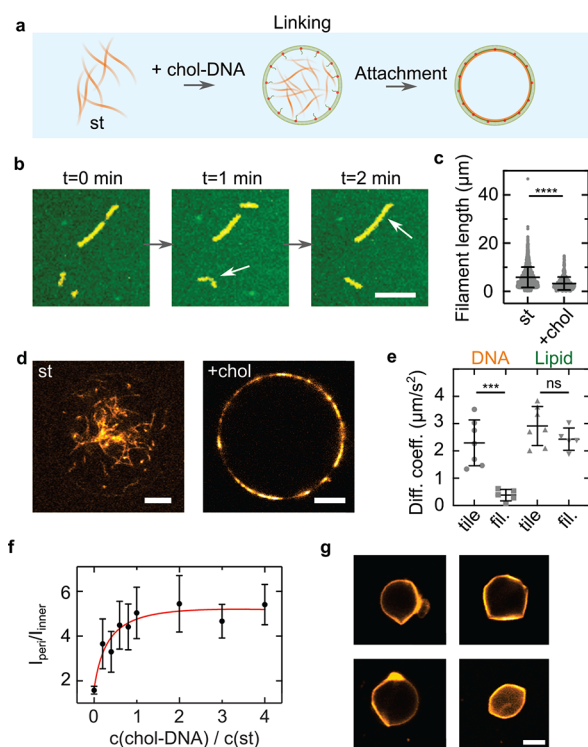 a
Linking
+ chol-DNA
Attachment
st
b
t=0 min
t=1 min
t=2 min
c
Filament length (µm)
****
40
20
0
st
+chol
d
st
+chol
e
DNA
Lipid
Diff. coeff. (µm/s²)
***
ns
4
3
2
1
0
tile
fil.
tile
fil.
f
I_peri/I_inner
6
4
2
0
1
2
3
4
c(chol-DNA) / c(st)
g